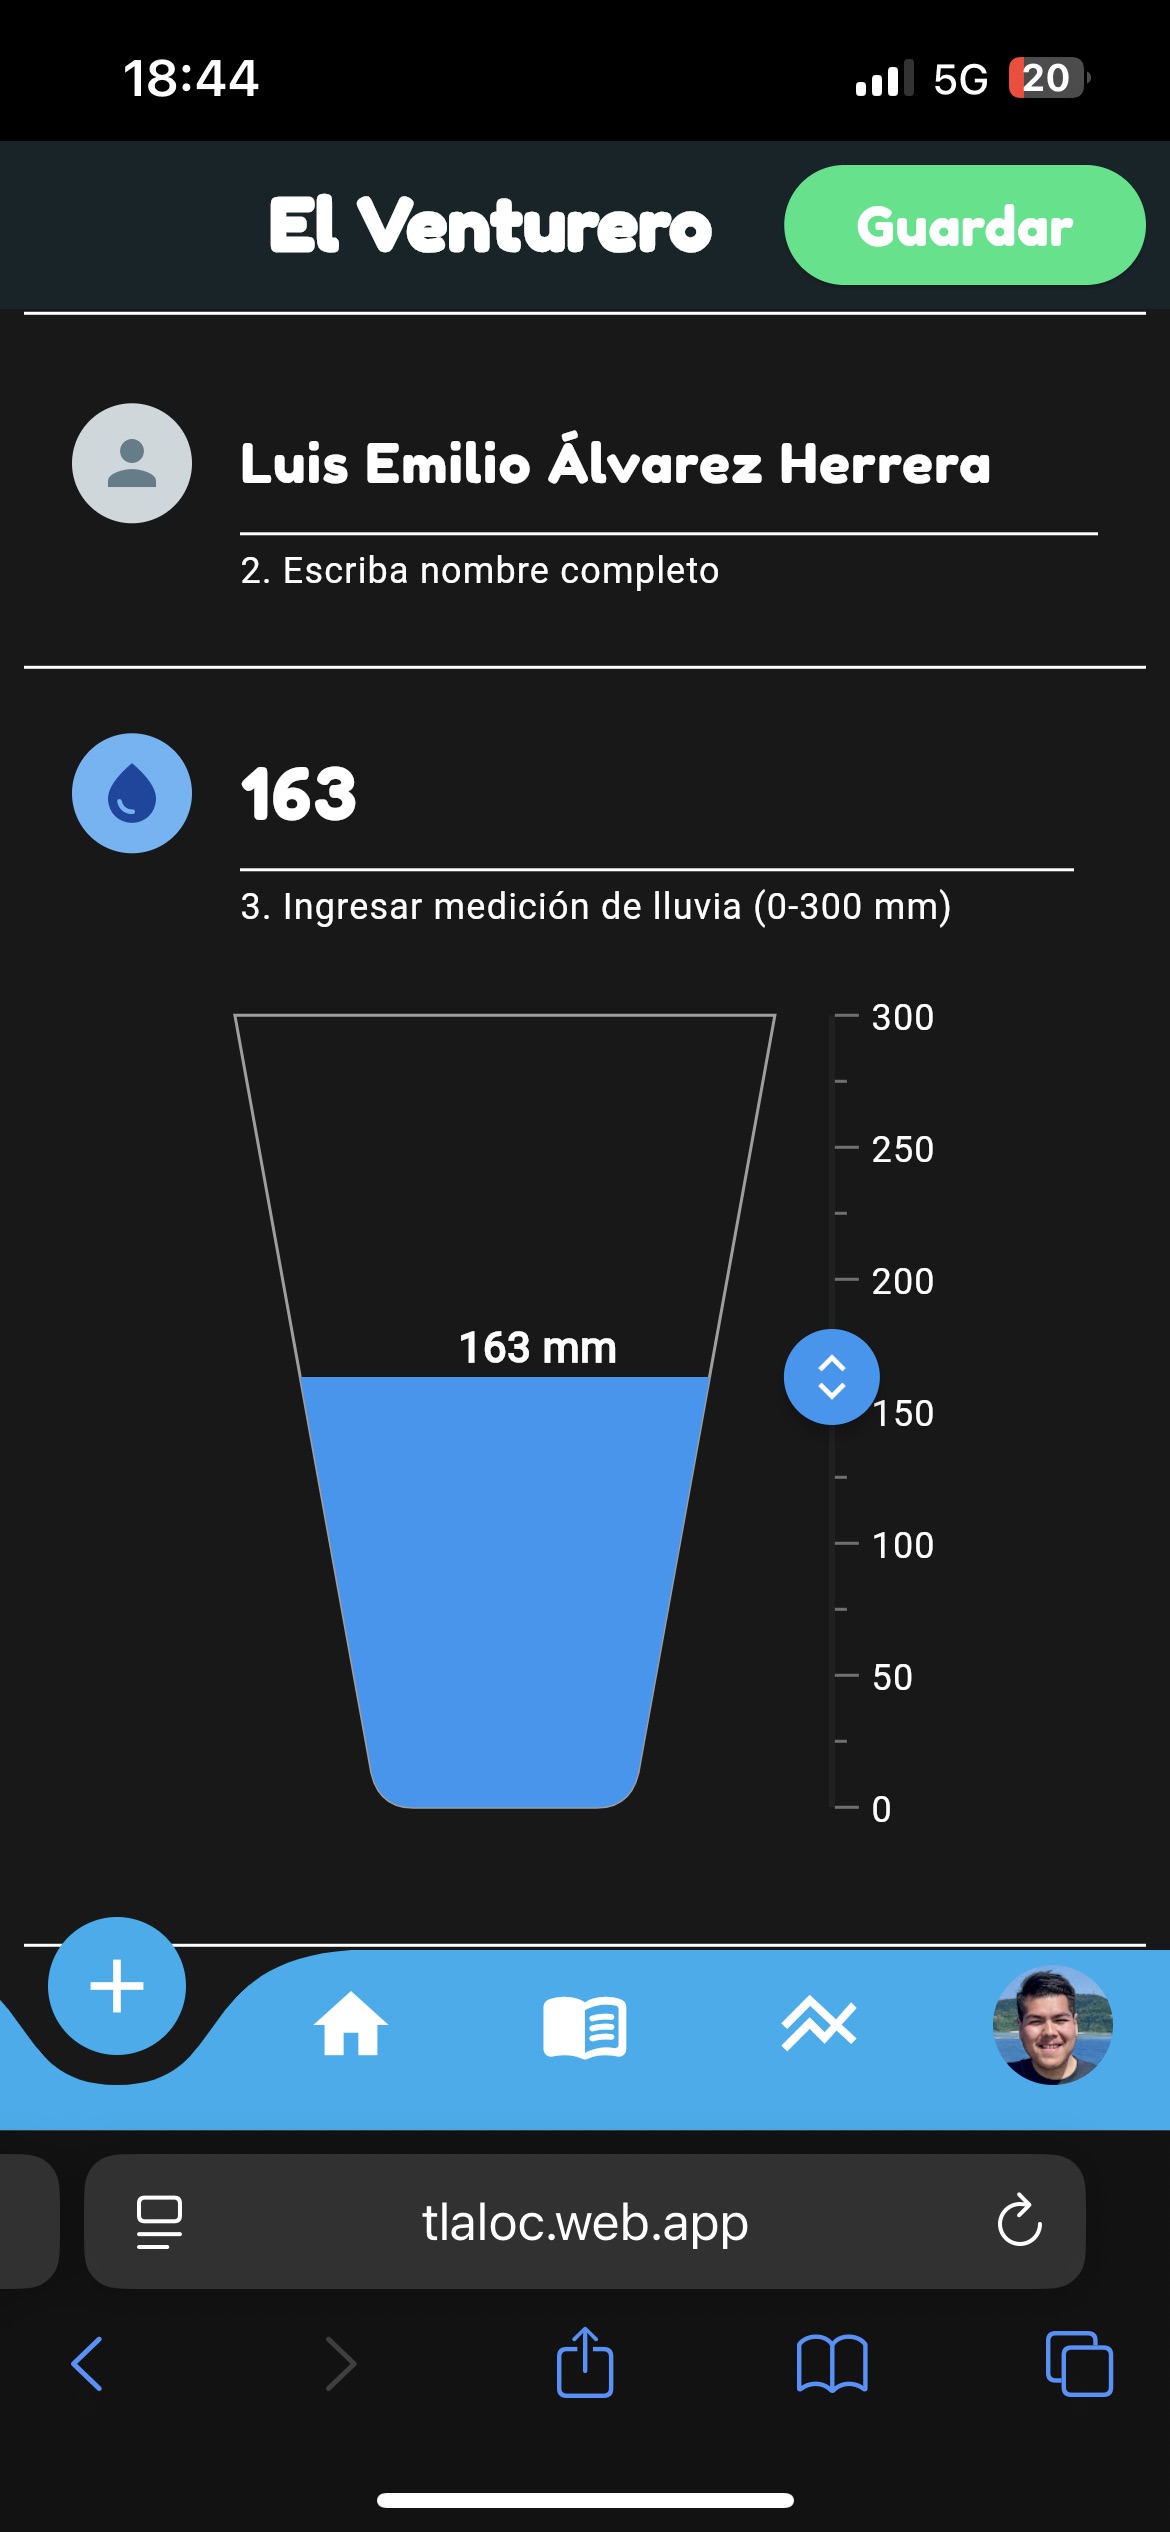 18:44
5G 20
El Venturero
Guardar
Luis Emilio Álvarez Herrera
2. Escriba nombre completo
163
3. Ingresar medición de lluvia (0-300 mm)
300
250
200
163 mm
150
100
50
0
tlaloc.web.app